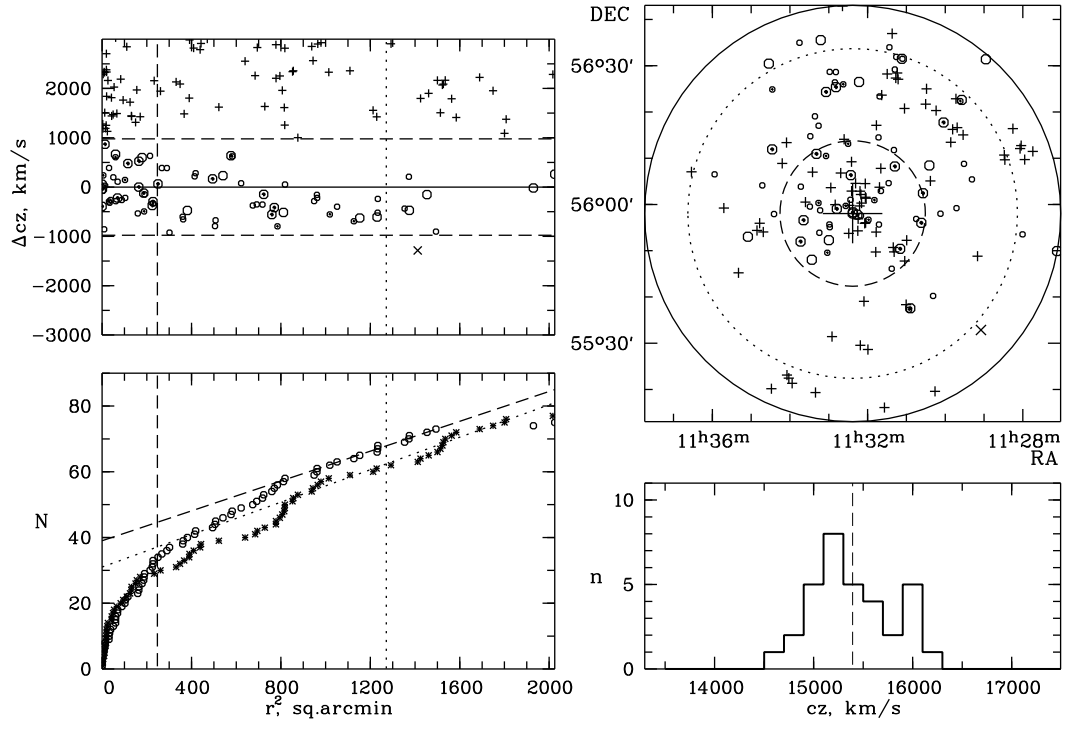 Δcz, km/s
2000
1000
0
−1000
−2000
−3000
N
80
60
40
20
0
0 400 800 1200 1600 2000
r², sq.arcmin
DEC
56°30'
56°00'
55°30'
11ʰ36ᵐ 11ʰ32ᵐ 11ʰ28ᵐ
RA
n
10
5
0
14000 15000 16000 17000
cz, km/s